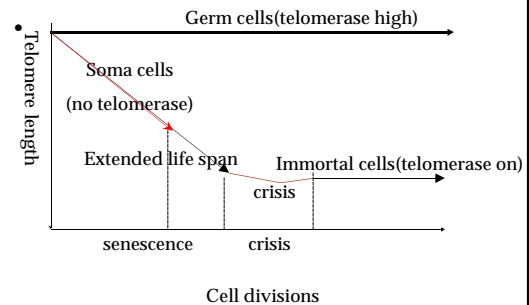 Germ cells(telomerase high)
Telomere length
Soma cells
(no telomerase)
Extended life span
Immortal cells(telomerase on)
crisis
senescence
crisis
Cell divisions